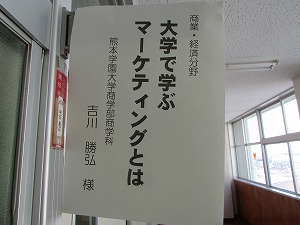 商業・経済分野
大学で学ぶ
マーケティングとは
熊本学園大学商学部商学科
吉川 勝弘 様